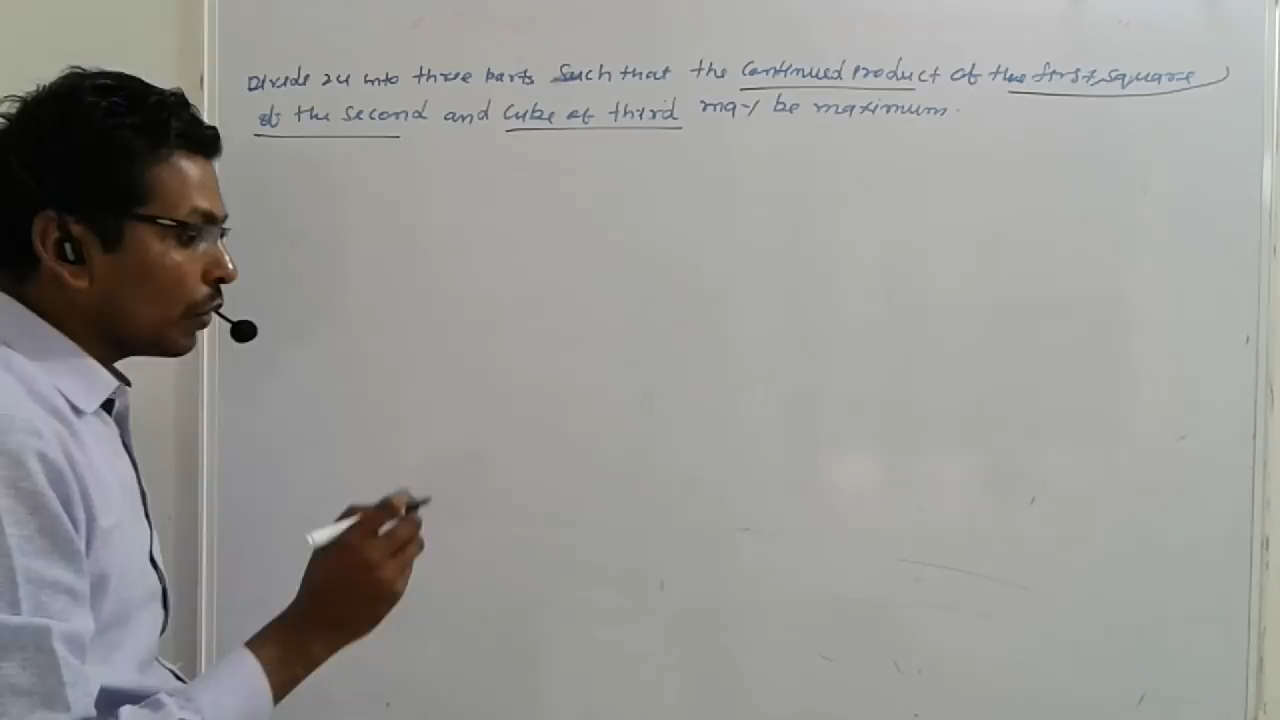 Divide 24 into three parts such that the continued product of the first, square
of the second and cube of third may be maximum.